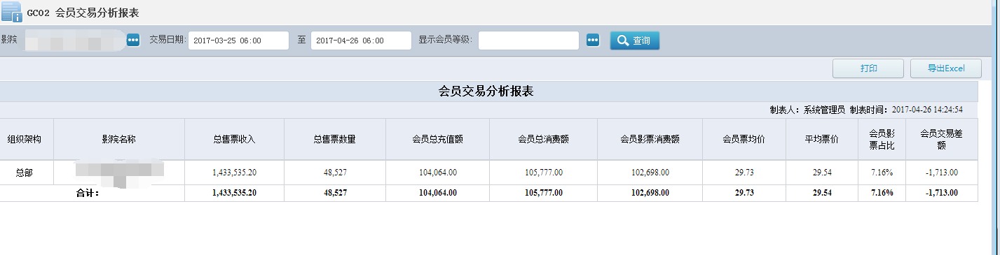 GC02 会员交易分析报表
影院 交易日期: 2017-03-25 06:00 至 2017-04-26 06:00 显示会员等级: 查询
打印 导出Excel
会员交易分析报表
制表人：系统管理员 制表时间：2017-04-26 14:24:54
组织架构 影院名称 总售票收入 总售票数量 会员总充值额 会员总消费额 会员影票消费额 会员票均价 平均票价 会员影票占比 会员交易差额
总部 1,433,535.20 48,527 104,064.00 105,777.00 102,698.00 29.73 29.54 7.16% -1,713.00
合计： 1,433,535.20 48,527 104,064.00 105,777.00 102,698.00 29.73 29.54 7.16% -1,713.00